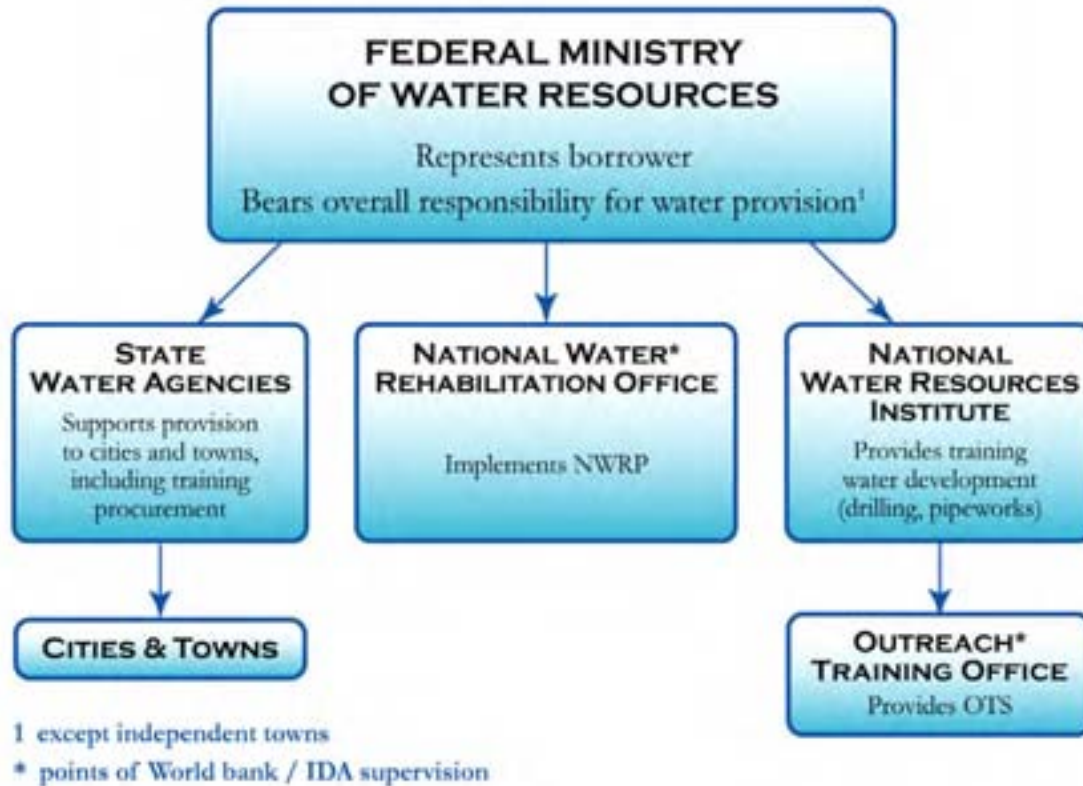 FEDERAL MINISTRY
OF WATER RESOURCES
Represents borrower
Bears overall responsibility for water provision¹
STATE
WATER AGENCIES
Supports provision
to cities and towns,
including training
procurement
NATIONAL WATER*
REHABILITATION OFFICE
Implements NWRP
NATIONAL
WATER RESOURCES
INSTITUTE
Provides training
water development
(drilling, pipeworks)
CITIES & TOWNS
OUTREACH*
TRAINING OFFICE
Provides OTS
1 except independent towns
* points of World bank / IDA supervision